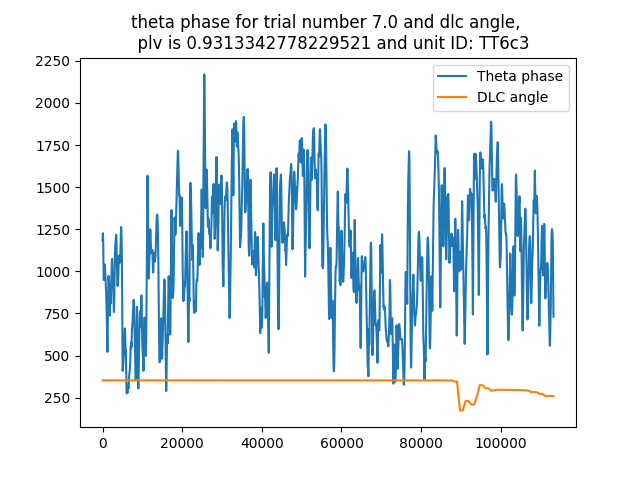 theta phase for trial number 7.0 and dlc angle,
plv is 0.9313342778229521 and unit ID: TT6c3
Theta phase
DLC angle
2250
2000
1750
1500
1250
1000
750
500
250
0 20000 40000 60000 80000 100000